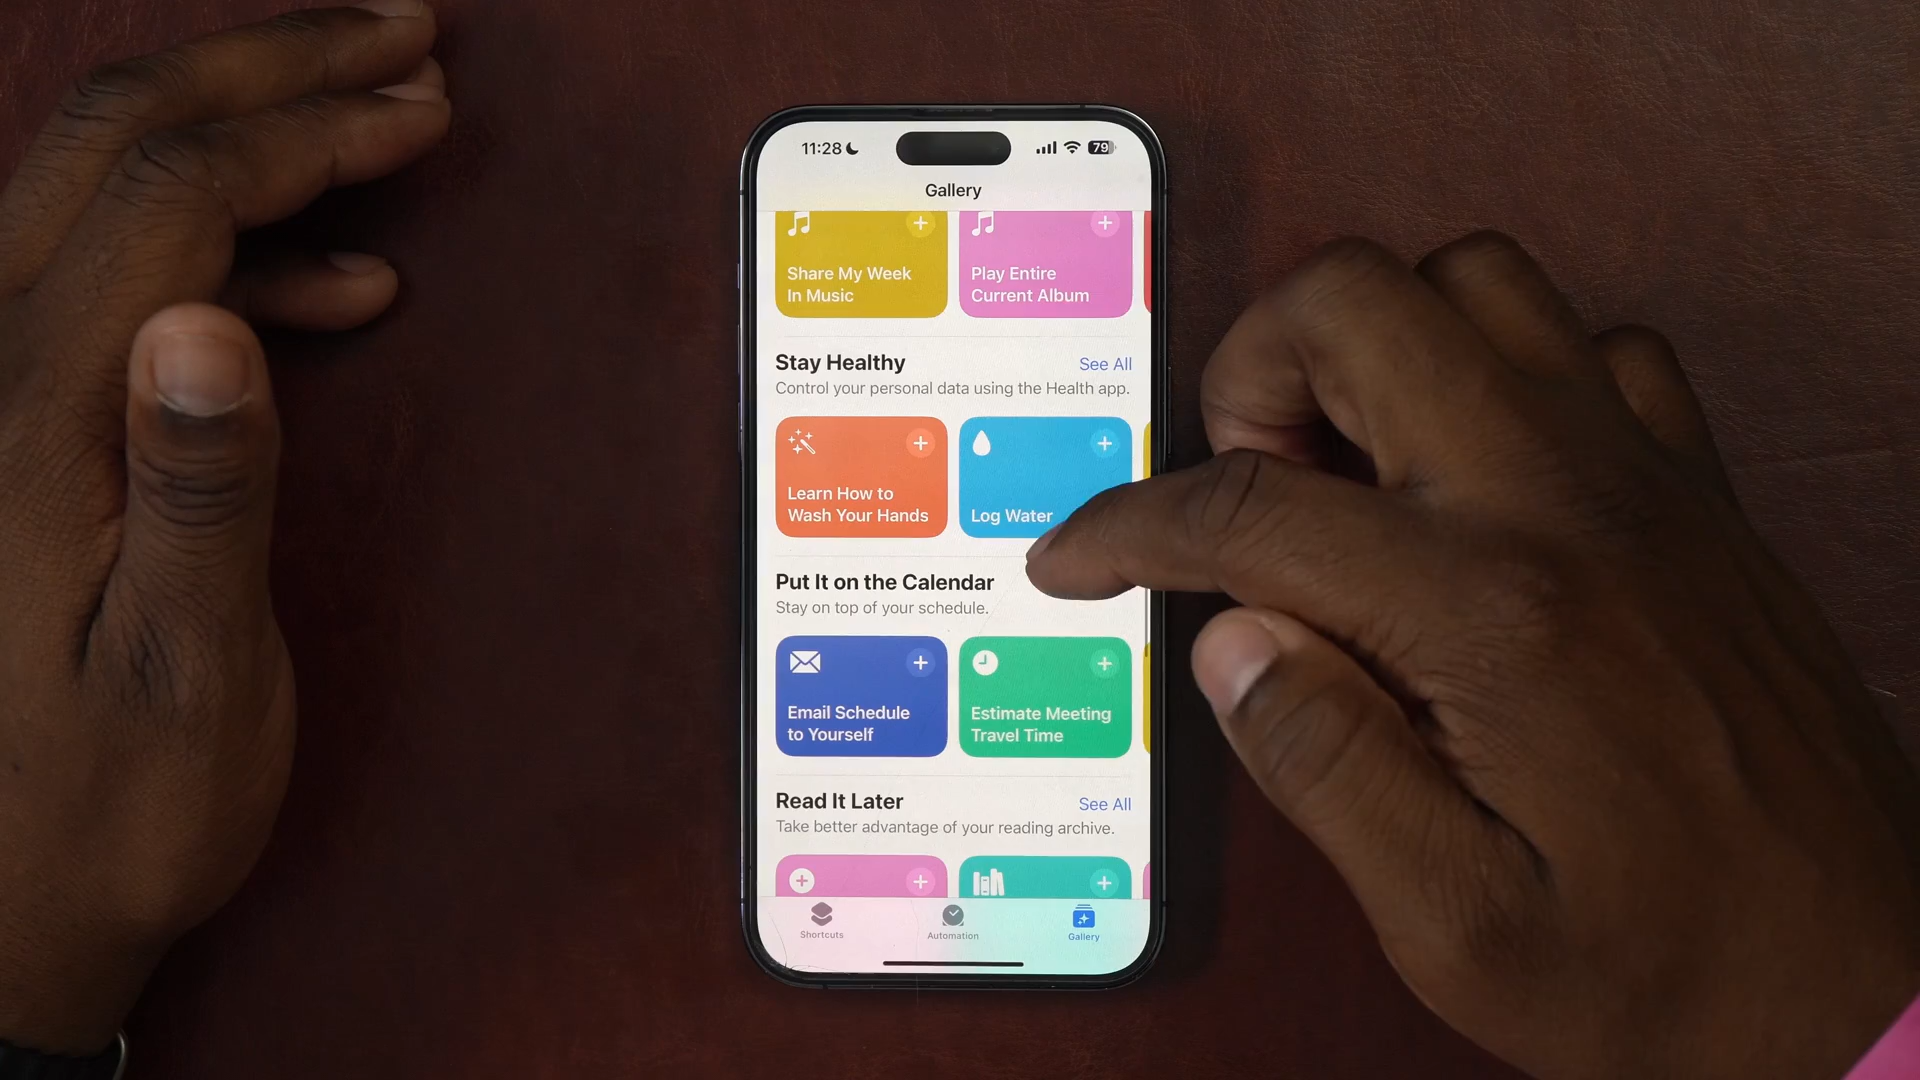 11:28
79
Gallery
Share My Week
In Music
Play Entire
Current Album
Stay Healthy
See All
Control your personal data using the Health app.
Learn How to
Wash Your Hands
Log Water
Put It on the Calendar
Stay on top of your schedule.
Email Schedule
to Yourself
Estimate Meeting
Travel Time
Read It Later
See All
Take better advantage of your reading archive.
Shortcuts
Automation
Gallery